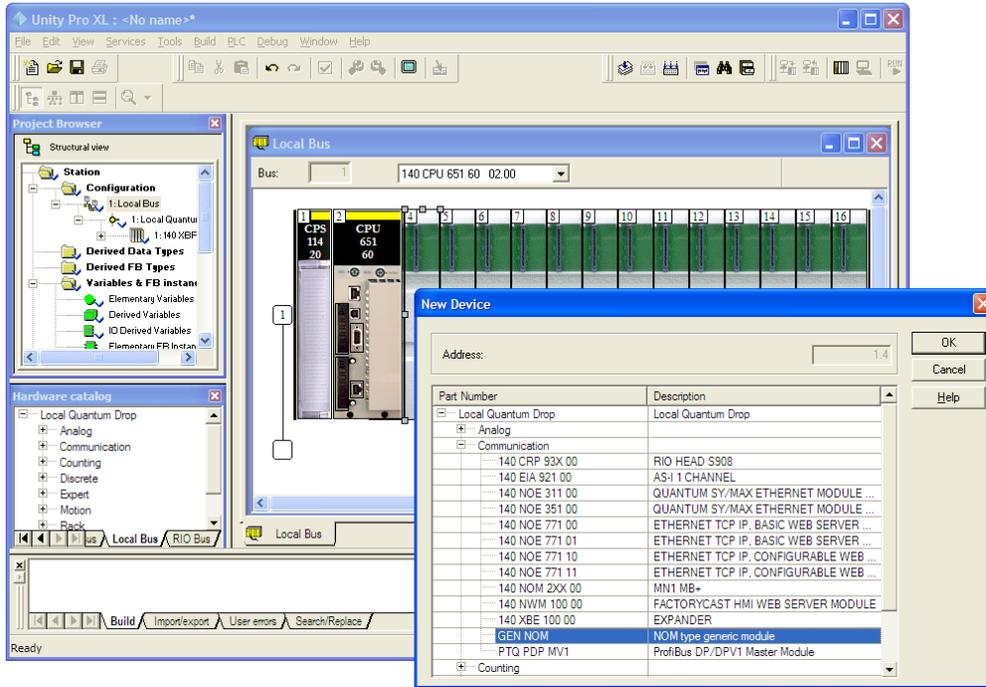 Unity Pro XL : <No name>*
File Edit View Services Tools Build PLC Debug Window Help
RUN
Project Browser
Structural view
Station
Configuration
1: Local Bus
1: Local Quantu
1: 140 XBP
Derived Data Types
Derived FB Types
Variables & FB instan
Elementary Variables
Derived Variables
IO Derived Variables
Elementary FB Instan
Hardware catalog
Local Quantum Drop
Analog
Communication
Counting
Discrete
Expert
Motion
Rack
us Local Bus RIO Bus
Local Bus
Bus: 1 140 CPU 651 60 02.00
1 2 4 5 6 7 8 9 10 11 12 13 14 15 16
CPS 114 20
CPU 651 60
1
Local Bus
New Device
Address: 1.4
OK
Cancel
Help
Part Number Description
Local Quantum Drop Local Quantum Drop
Analog
Communication
140 CRP 93X 00 RIO HEAD S908
140 EIA 921 00 AS-I 1 CHANNEL
140 NOE 311 00 QUANTUM SY/MAX ETHERNET MODULE ...
140 NOE 351 00 QUANTUM SY/MAX ETHERNET MODULE ...
140 NOE 771 00 ETHERNET TCP IP, BASIC WEB SERVER ...
140 NOE 771 01 ETHERNET TCP IP, BASIC WEB SERVER ...
140 NOE 771 10 ETHERNET TCP IP, CONFIGURABLE WEB ...
140 NOE 771 11 ETHERNET TCP IP, CONFIGURABLE WEB ...
140 NOM 2XX 00 MN1 MB+
140 NWM 100 00 FACTORYCAST HMI WEB SERVER MODULE
140 XBE 100 00 EXPANDER
GEN NOM NOM type generic module
PTQ PDP MV1 ProfiBus DP/DPV1 Master Module
Counting
Build Import/export User errors Search/Replace
Ready